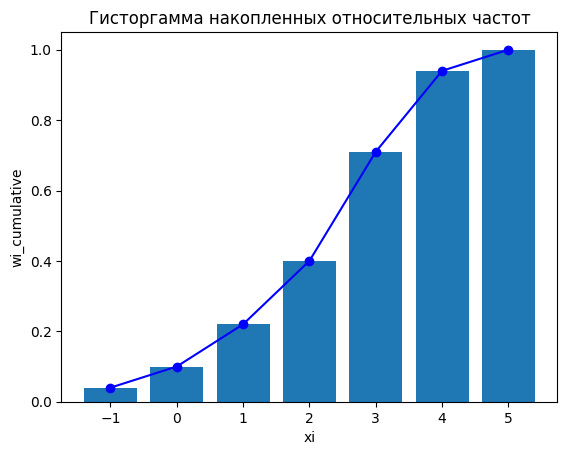 Гисторгамма накопленных относительных частот
1.0
0.8
0.6
0.4
0.2
0.0
wi_cumulative
−1 0 1 2 3 4 5
xi